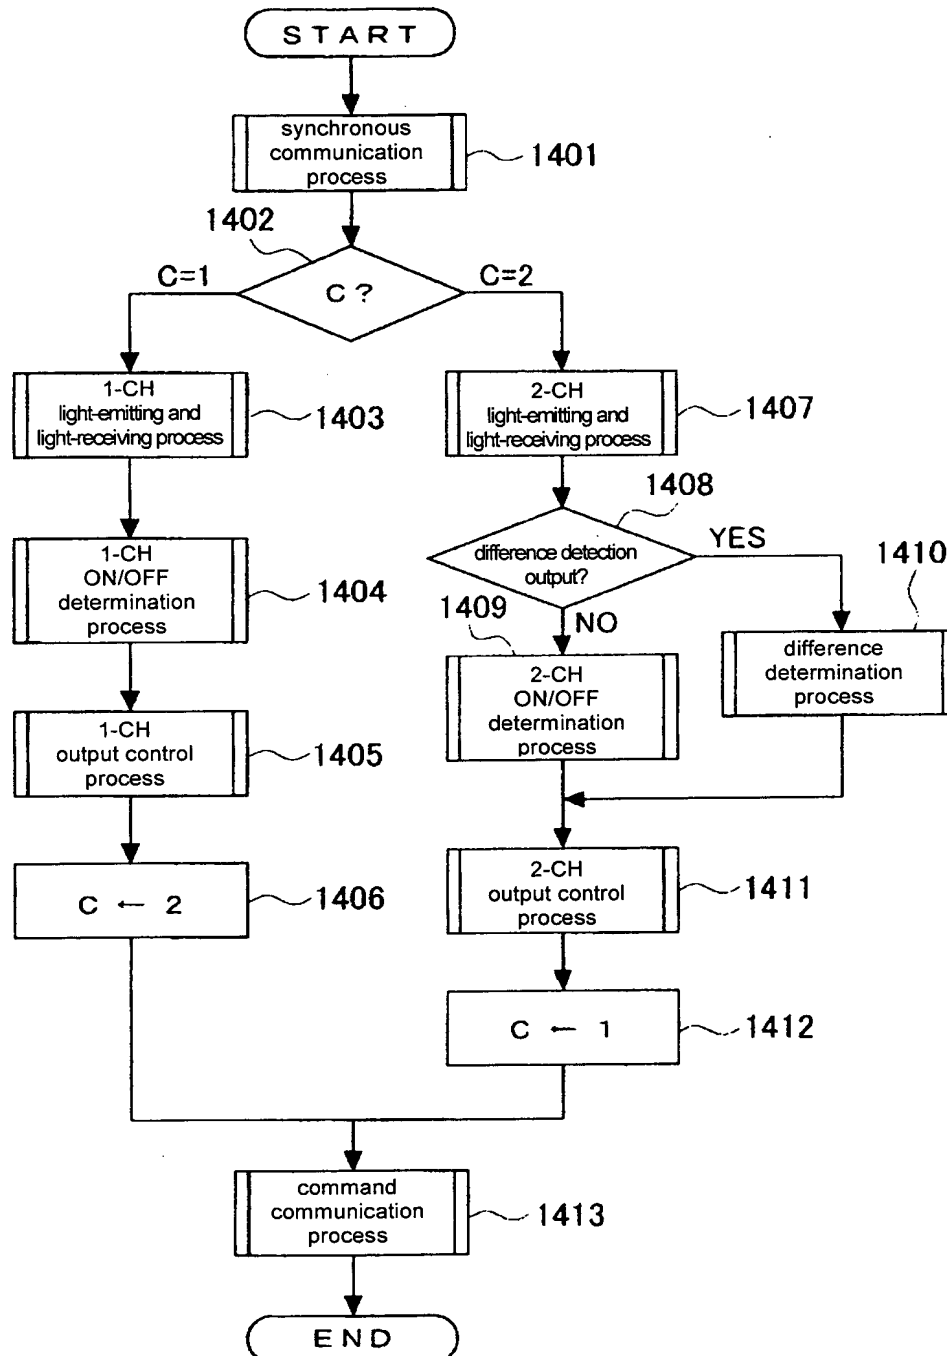 START
synchronous
communication
process
1401
1402
C=1
C ?
C=2
1-CH
light-emitting and
light-receiving process
1403
2-CH
light-emitting and
light-receiving process
1407
1408
1-CH
ON/OFF
determination
process
1404
difference detection
output?
YES
1410
1409
NO
difference
determination
process
2-CH
ON/OFF
determination
process
1-CH
output control
process
1405
C ← 2
1406
2-CH
output control
process
1411
C ← 1
1412
command
communication
process
1413
END